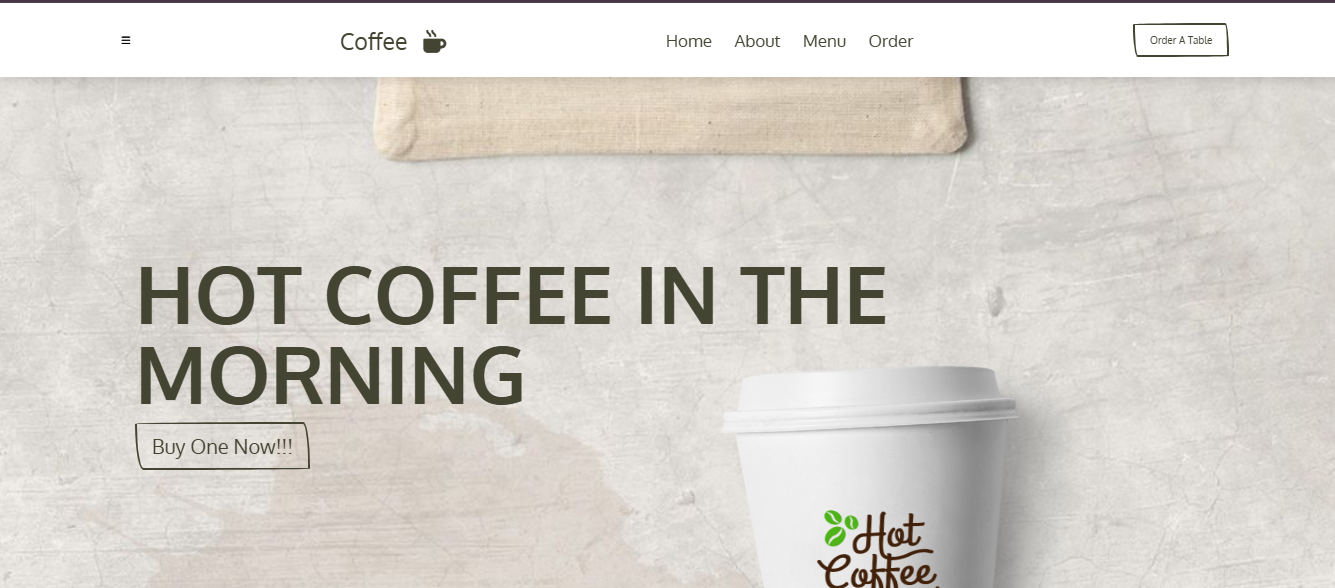 Coffee
Home About Menu Order
Order A Table
HOT COFFEE IN THE
MORNING
Buy One Now!!!
Hot
Coffee